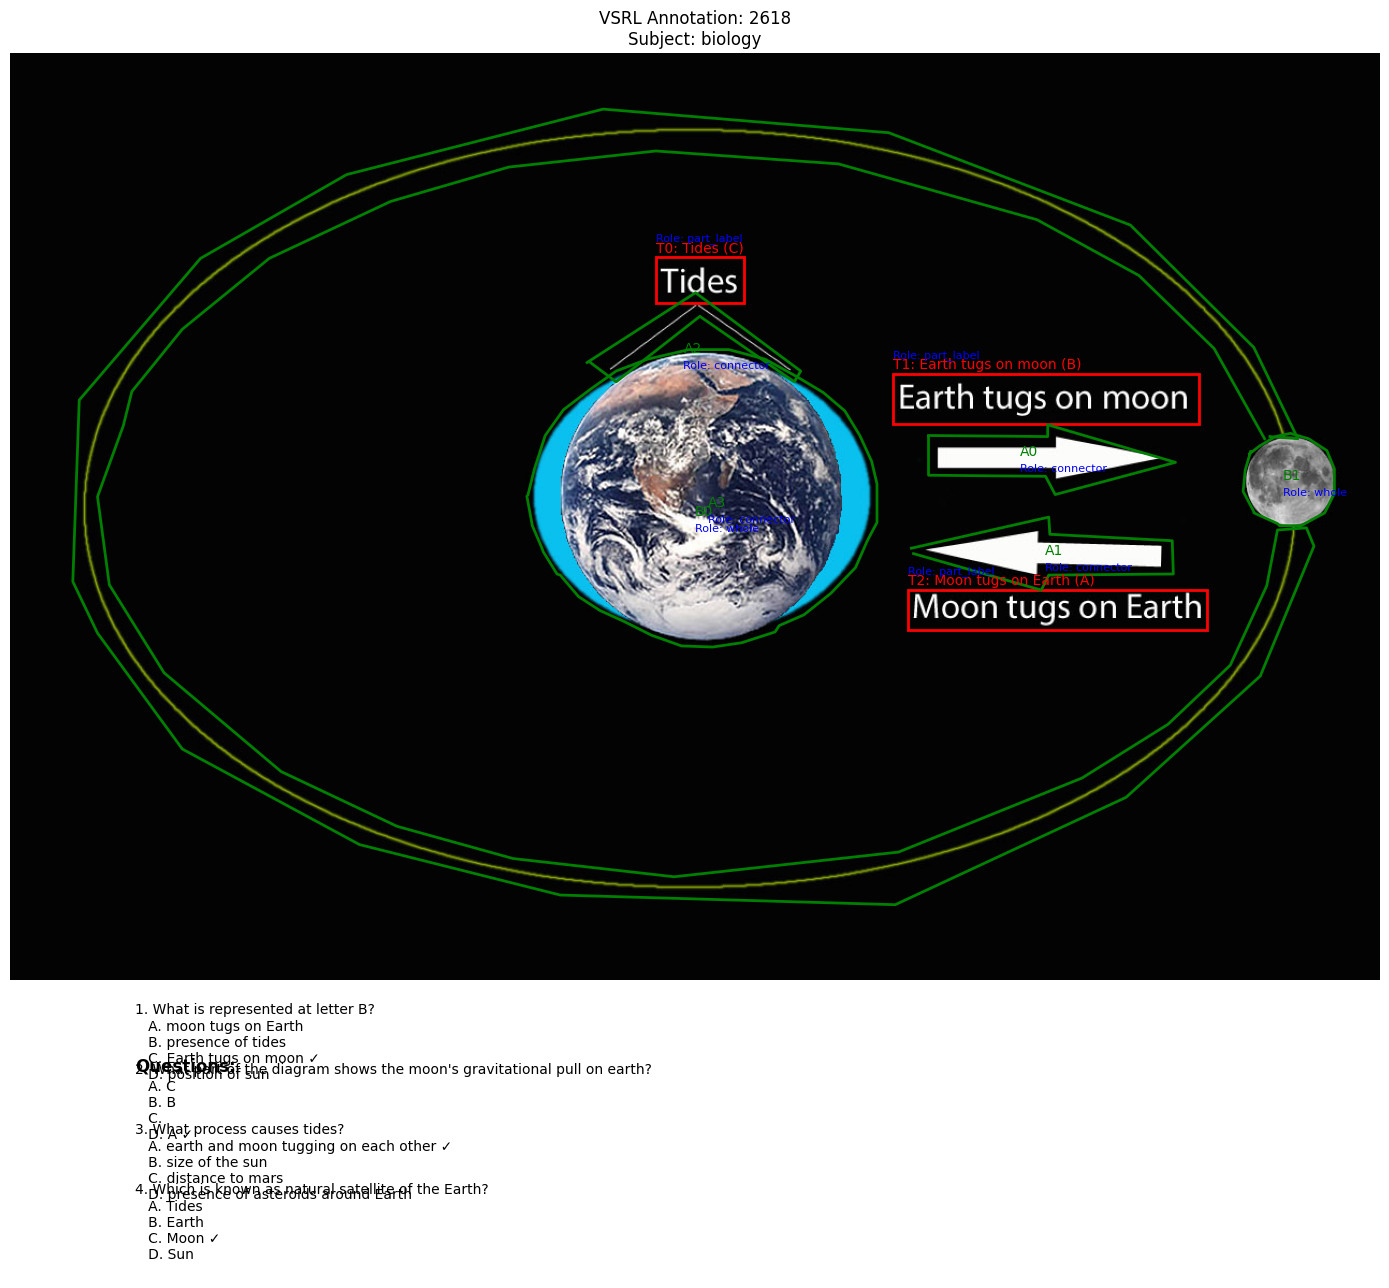 VSRL Annotation: 2618
Subject: biology
Role: part_label
T0: Tides (C)
Tides
A2
Role: connector
Role: part_label
T1: Earth tugs on moon (B)
Earth tugs on moon
A0
Role: connector
B1
Role: whole
A3
Role: whole
A1
Role: connector
Role: part_label
T2: Moon tugs on Earth (A)
Moon tugs on Earth
1. What is represented at letter B?
A. moon tugs on Earth
B. presence of tides
C. Earth tugs on moon ✓
Questions:
D. position of sun
2. What part of the diagram shows the moon's gravitational pull on earth?
A. C
B. B
C.
D. A ✓
3. What process causes tides?
A. earth and moon tugging on each other ✓
B. size of the sun
C. distance to mars
D. presence of asteroids around Earth
4. Which is known as natural satellite of the Earth?
A. Tides
B. Earth
C. Moon ✓
D. Sun